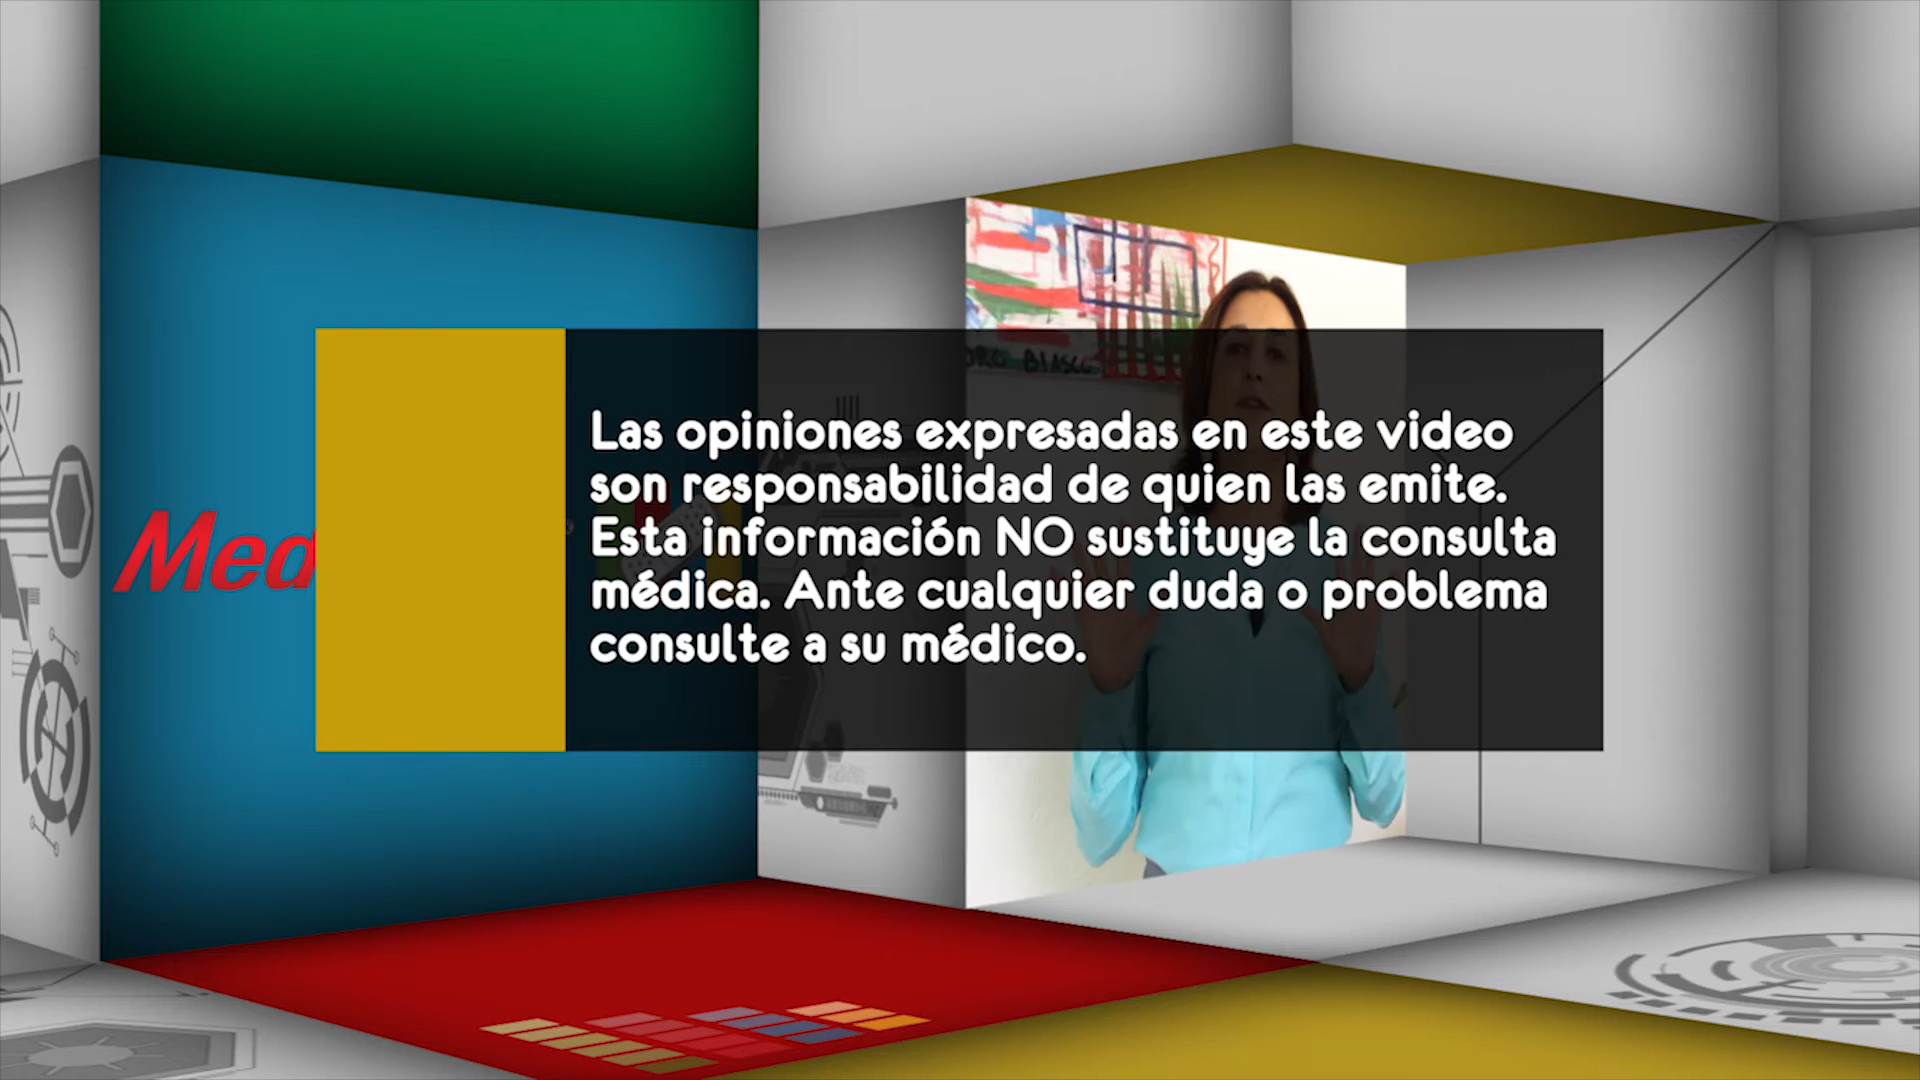 Las opiniones expresadas en este video
son responsabilidad de quien las emite.
Esta información NO sustituye la consulta
médica. Ante cualquier duda o problema
consulte a su médico.
Med